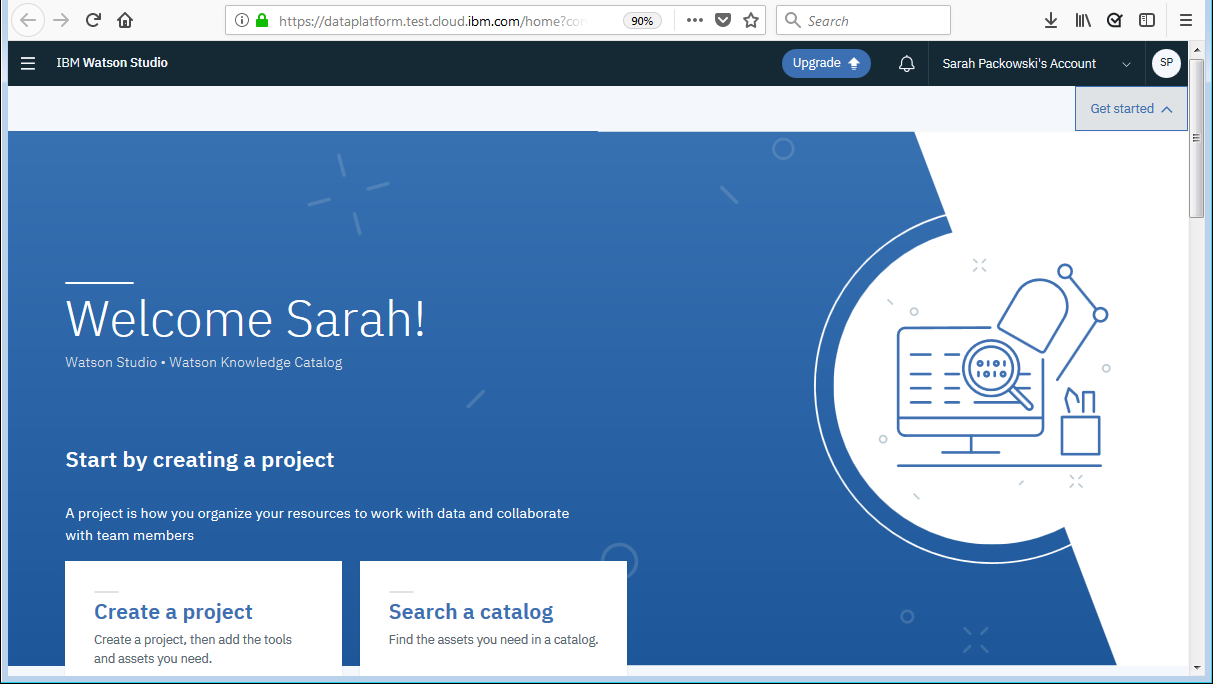 https://dataplatform.test.cloud.ibm.com/home?co
90%
Search
IBM Watson Studio
Upgrade
Sarah Packowski's Account
SP
Get started
Welcome Sarah!
Watson Studio • Watson Knowledge Catalog
Start by creating a project
A project is how you organize your resources to work with data and collaborate
with team members
Create a project
Create a project, then add the tools
and assets you need.
Search a catalog
Find the assets you need in a catalog.